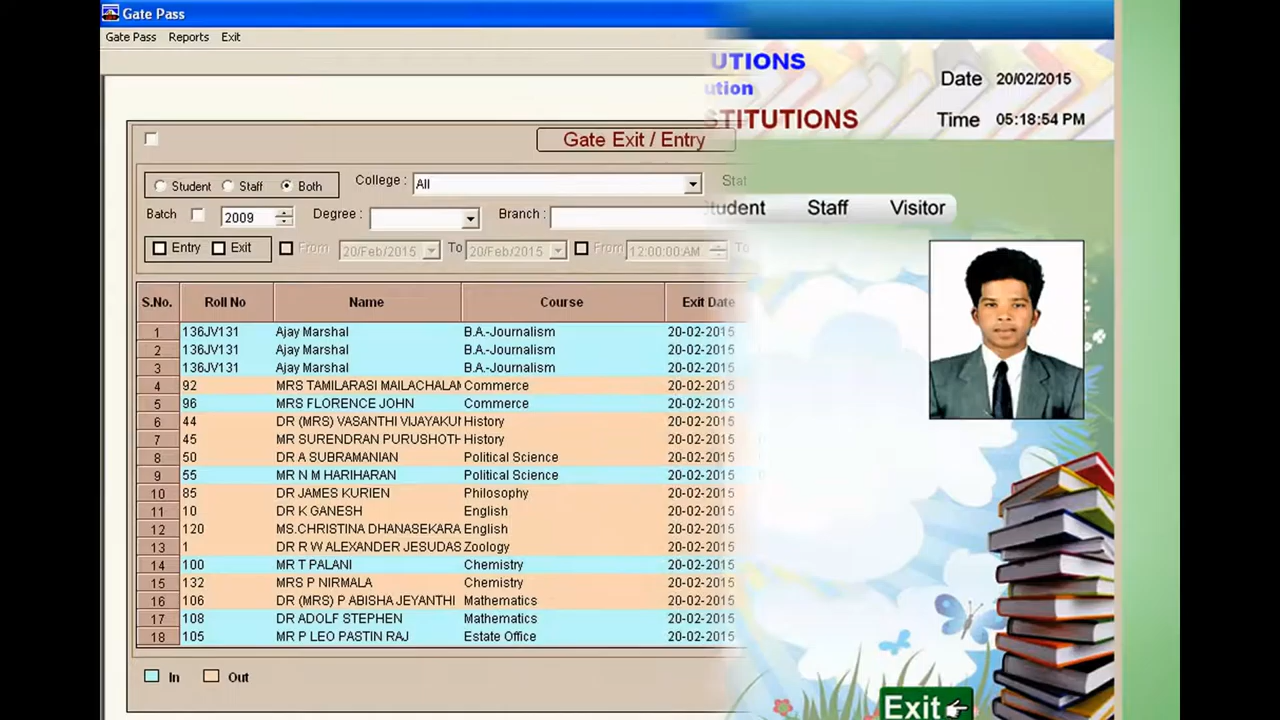 Gate Pass
Gate Pass Reports Exit
UTIONS
ution
STITUTIONS
Date 20/02/2015
Time 05:18:54 PM
Gate Exit / Entry
Student Staff Both College : All Stat
Batch 2009 Degree : Branch :
tudent Staff Visitor
Entry Exit From 20/Feb/2015 To 20/Feb/2015 From 12:00:00 AM To
S.No. Roll No Name Course Exit Date
1 136JV131 Ajay Marshal B.A.-Journalism 20-02-2015
2 136JV131 Ajay Marshal B.A.-Journalism 20-02-2015
3 136JV131 Ajay Marshal B.A.-Journalism 20-02-2015
4 92 MRS TAMILARASI MAILACHALAN Commerce 20-02-2015
5 96 MRS FLORENCE JOHN Commerce 20-02-2015
6 44 DR (MRS) VASANTHI VIJAYAKUI History 20-02-2015
7 45 MR SURENDRAN PURUSHOTH History 20-02-2015
8 50 DR A SUBRAMANIAN Political Science 20-02-2015
9 55 MR N M HARIHARAN Political Science 20-02-2015
10 85 DR JAMES KURIEN Philosophy 20-02-2015
11 10 DR K GANESH English 20-02-2015
12 120 MS.CHRISTINA DHANASEKARA English 20-02-2015
13 1 DR R W ALEXANDER JESUDAS Zoology 20-02-2015
14 100 MR T PALANI Chemistry 20-02-2015
15 132 MRS P NIRMALA Chemistry 20-02-2015
16 106 DR (MRS) P ABISHA JEYANTHI Mathematics 20-02-2015
17 108 DR ADOLF STEPHEN Mathematics 20-02-2015
18 105 MR P LEO PASTIN RAJ Estate Office 20-02-2015
In Out
Exit